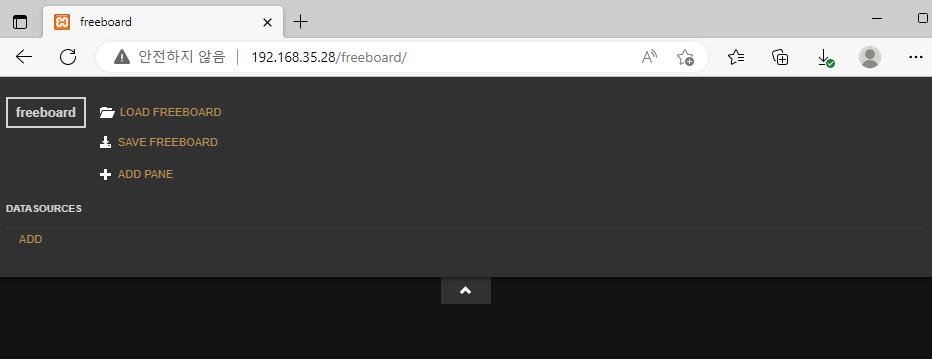 freeboard
안전하지 않음 192.168.35.28/freeboard/
freeboard
LOAD FREEBOARD
SAVE FREEBOARD
ADD PANE
DATASOURCES
ADD